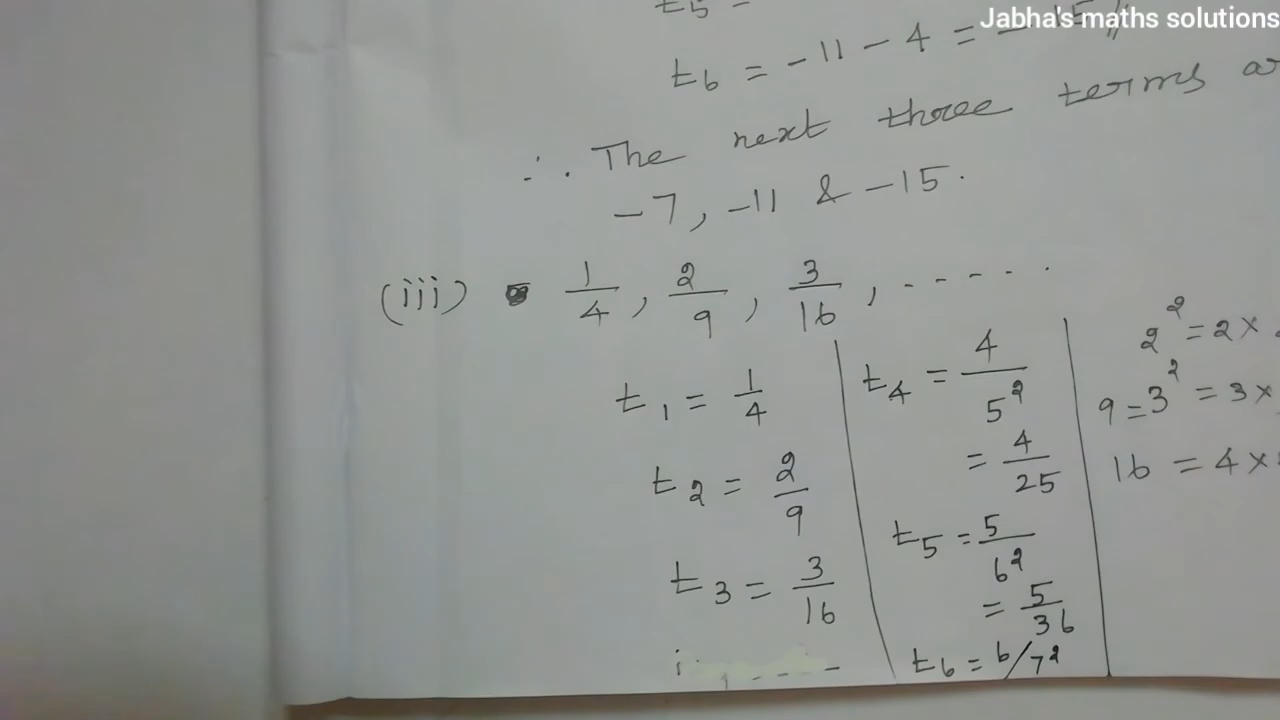 Jabha's maths solutions
t5 =
t6 = -11 - 4 = -15 //
∴ The next three terms
-7, -11 & -15.
(iii) 1/4, 2/9, 3/16, ......
t1 = 1/4
t2 = 2/9
t3 = 3/16
t4 = 4/5²
= 4/25
t5 = 5/6²
= 5/36
t6 = 6/7²
2² = 2 ×
9 = 3² = 3 ×
16 = 4 ×